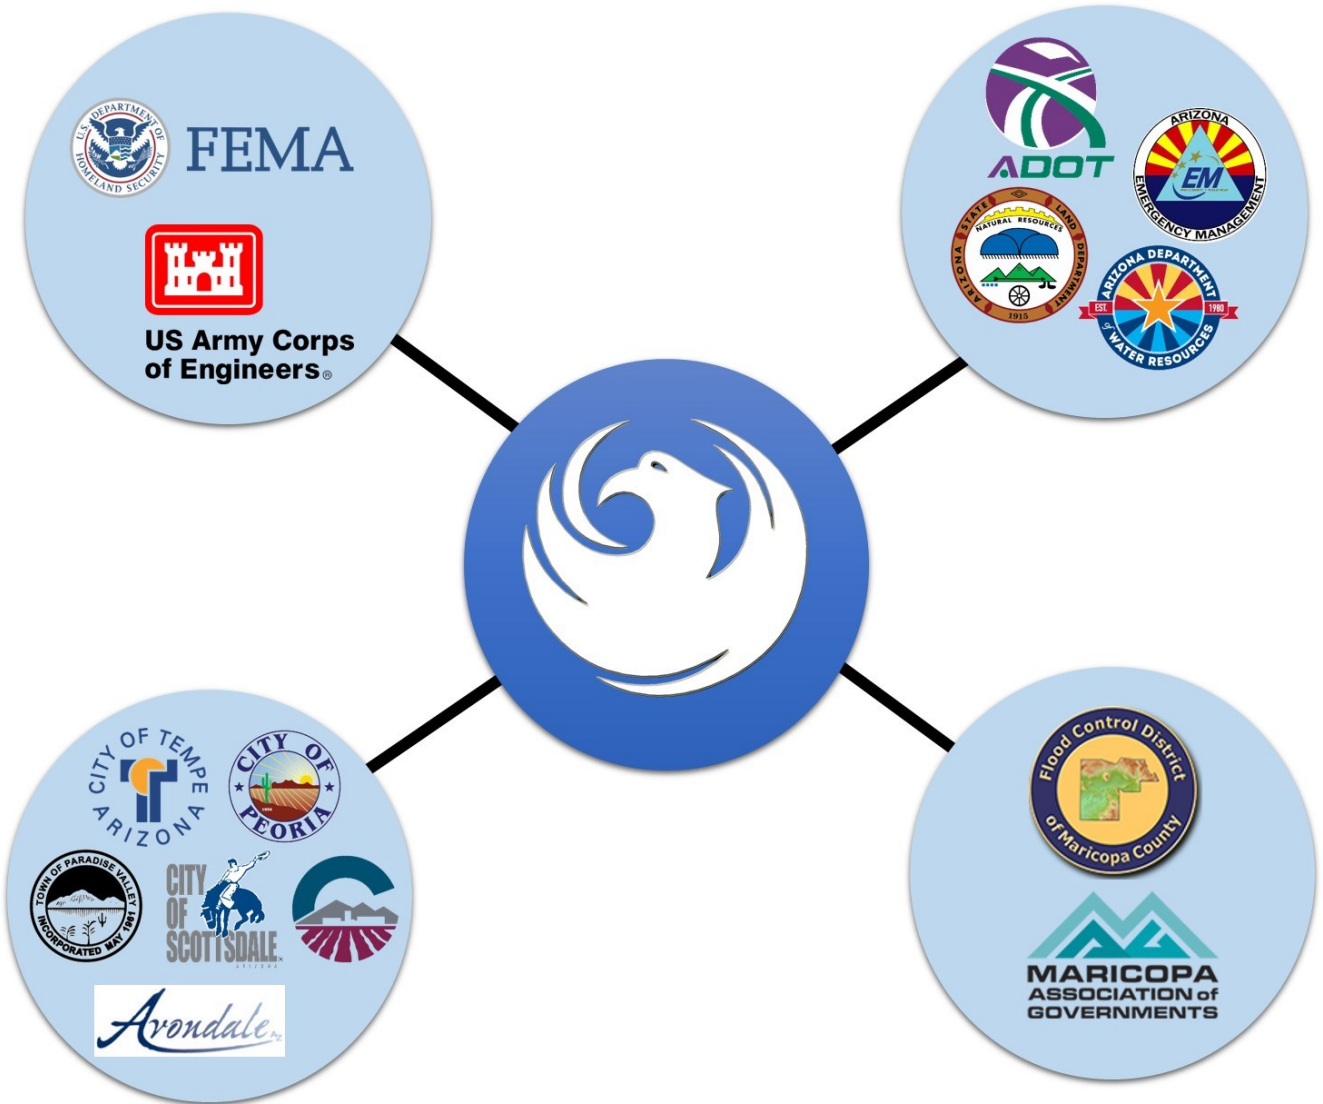 U.S. DEPARTMENT OF
HOMELAND SECURITY
FEMA
US Army Corps
of Engineers®
ADOT
ARIZONA
EM
EMERGENCY MANAGEMENT
ARIZONA STATE LAND DEPARTMENT
NATURAL RESOURCES
1915
ARIZONA DEPARTMENT
EST. 1980
of WATER RESOURCES
CITY OF TEMPE
ARIZONA
CITY OF
PEORIA
TOWN OF PARADISE VALLEY
INCORPORATED MAY 1961
CITY
OF
SCOTTSDALE
ARIZONA
Avondale
Flood Control District
of Maricopa County
MARICOPA
ASSOCIATION of
GOVERNMENTS